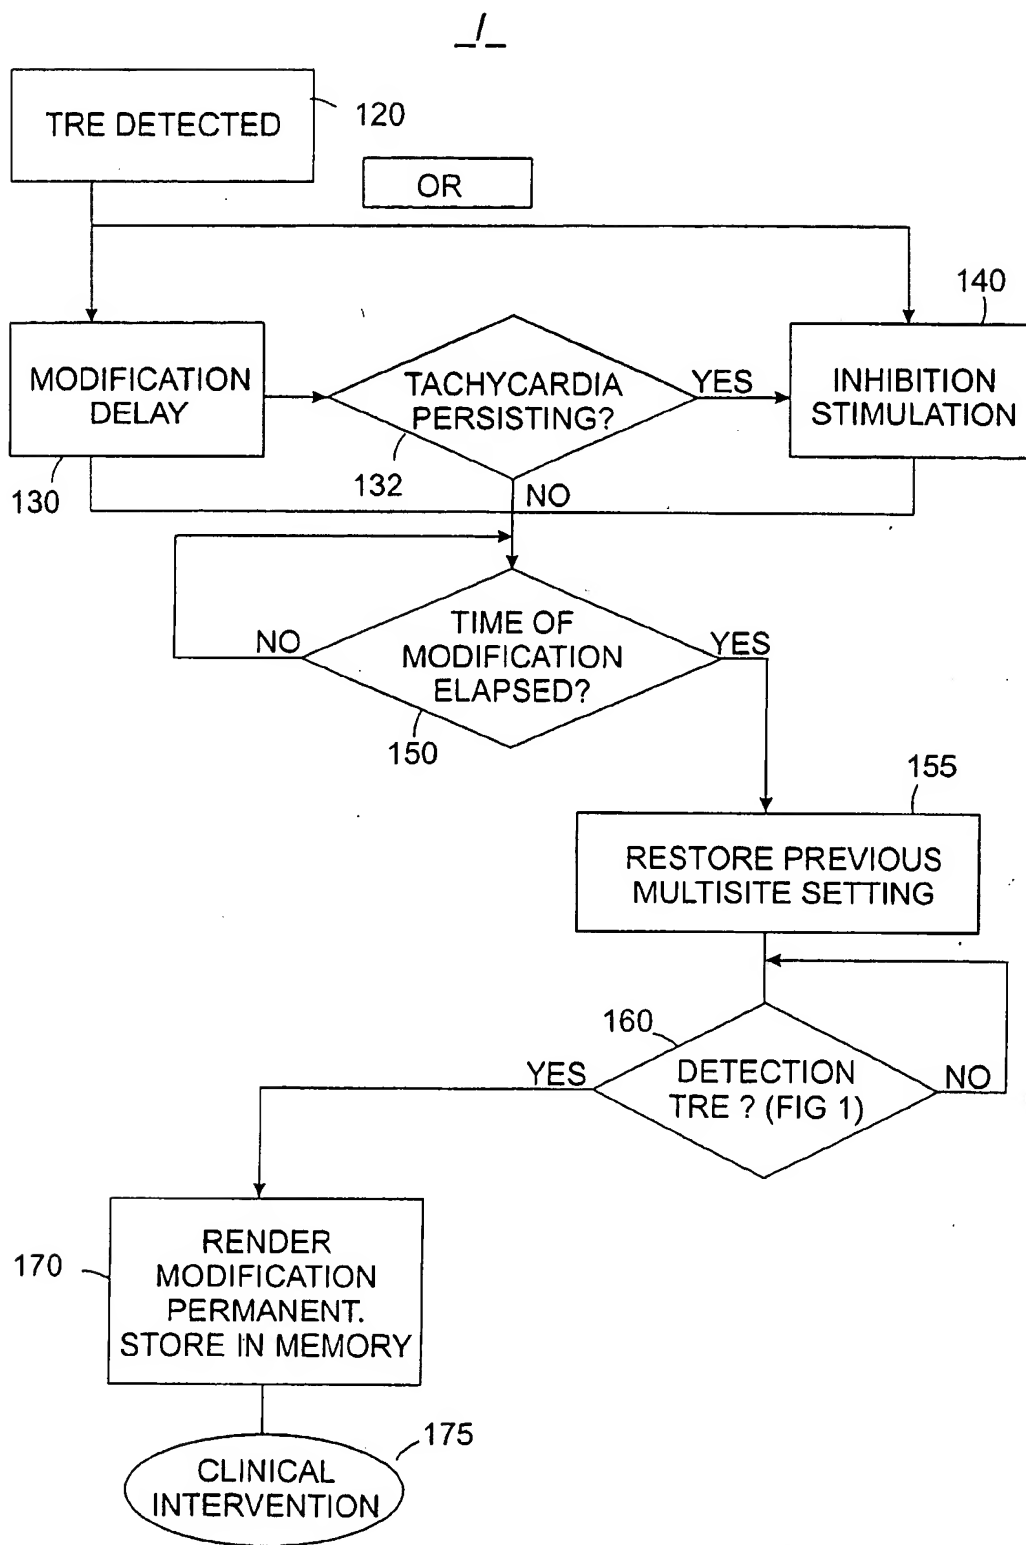 _/_
TRE DETECTED
120
OR
140
MODIFICATION
DELAY
130
TACHYCARDIA
PERSISTING?
132
YES
INHIBITION
STIMULATION
NO
TIME OF
MODIFICATION
ELAPSED?
NO
YES
150
155
RESTORE PREVIOUS
MULTISITE SETTING
160
DETECTION
TRE ? (FIG 1)
YES
NO
170
RENDER
MODIFICATION
PERMANENT.
STORE IN MEMORY
175
CLINICAL
INTERVENTION